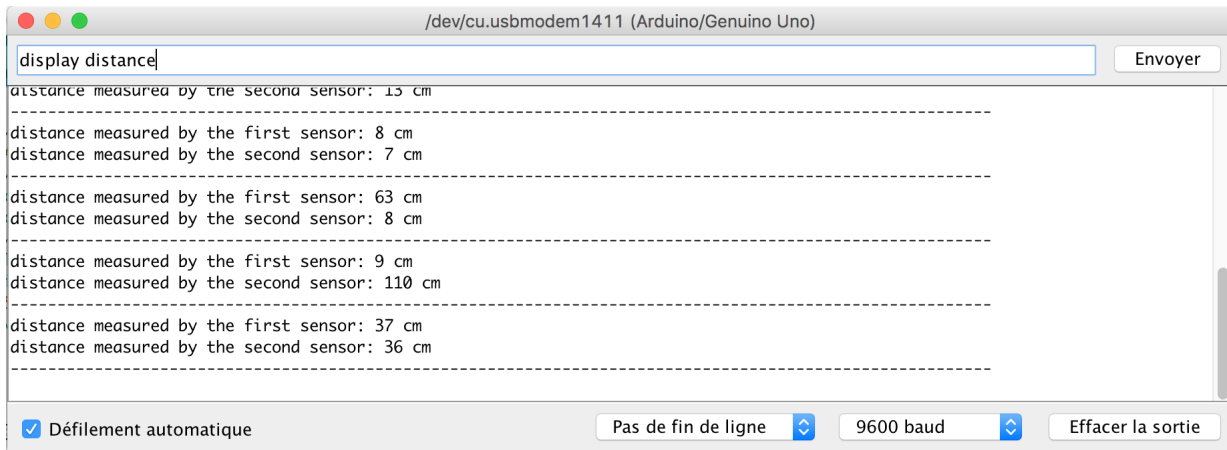 /dev/cu.usbmodem1411 (Arduino/Genuino Uno)
display distance
Envoyer
distance measured by the second sensor: 13 cm
----------------------------------------------------------------------------------------------------------
distance measured by the first sensor: 8 cm
distance measured by the second sensor: 7 cm
----------------------------------------------------------------------------------------------------------
distance measured by the first sensor: 63 cm
distance measured by the second sensor: 8 cm
----------------------------------------------------------------------------------------------------------
distance measured by the first sensor: 9 cm
distance measured by the second sensor: 110 cm
----------------------------------------------------------------------------------------------------------
distance measured by the first sensor: 37 cm
distance measured by the second sensor: 36 cm
----------------------------------------------------------------------------------------------------------
Défilement automatique
Pas de fin de ligne
9600 baud
Effacer la sortie